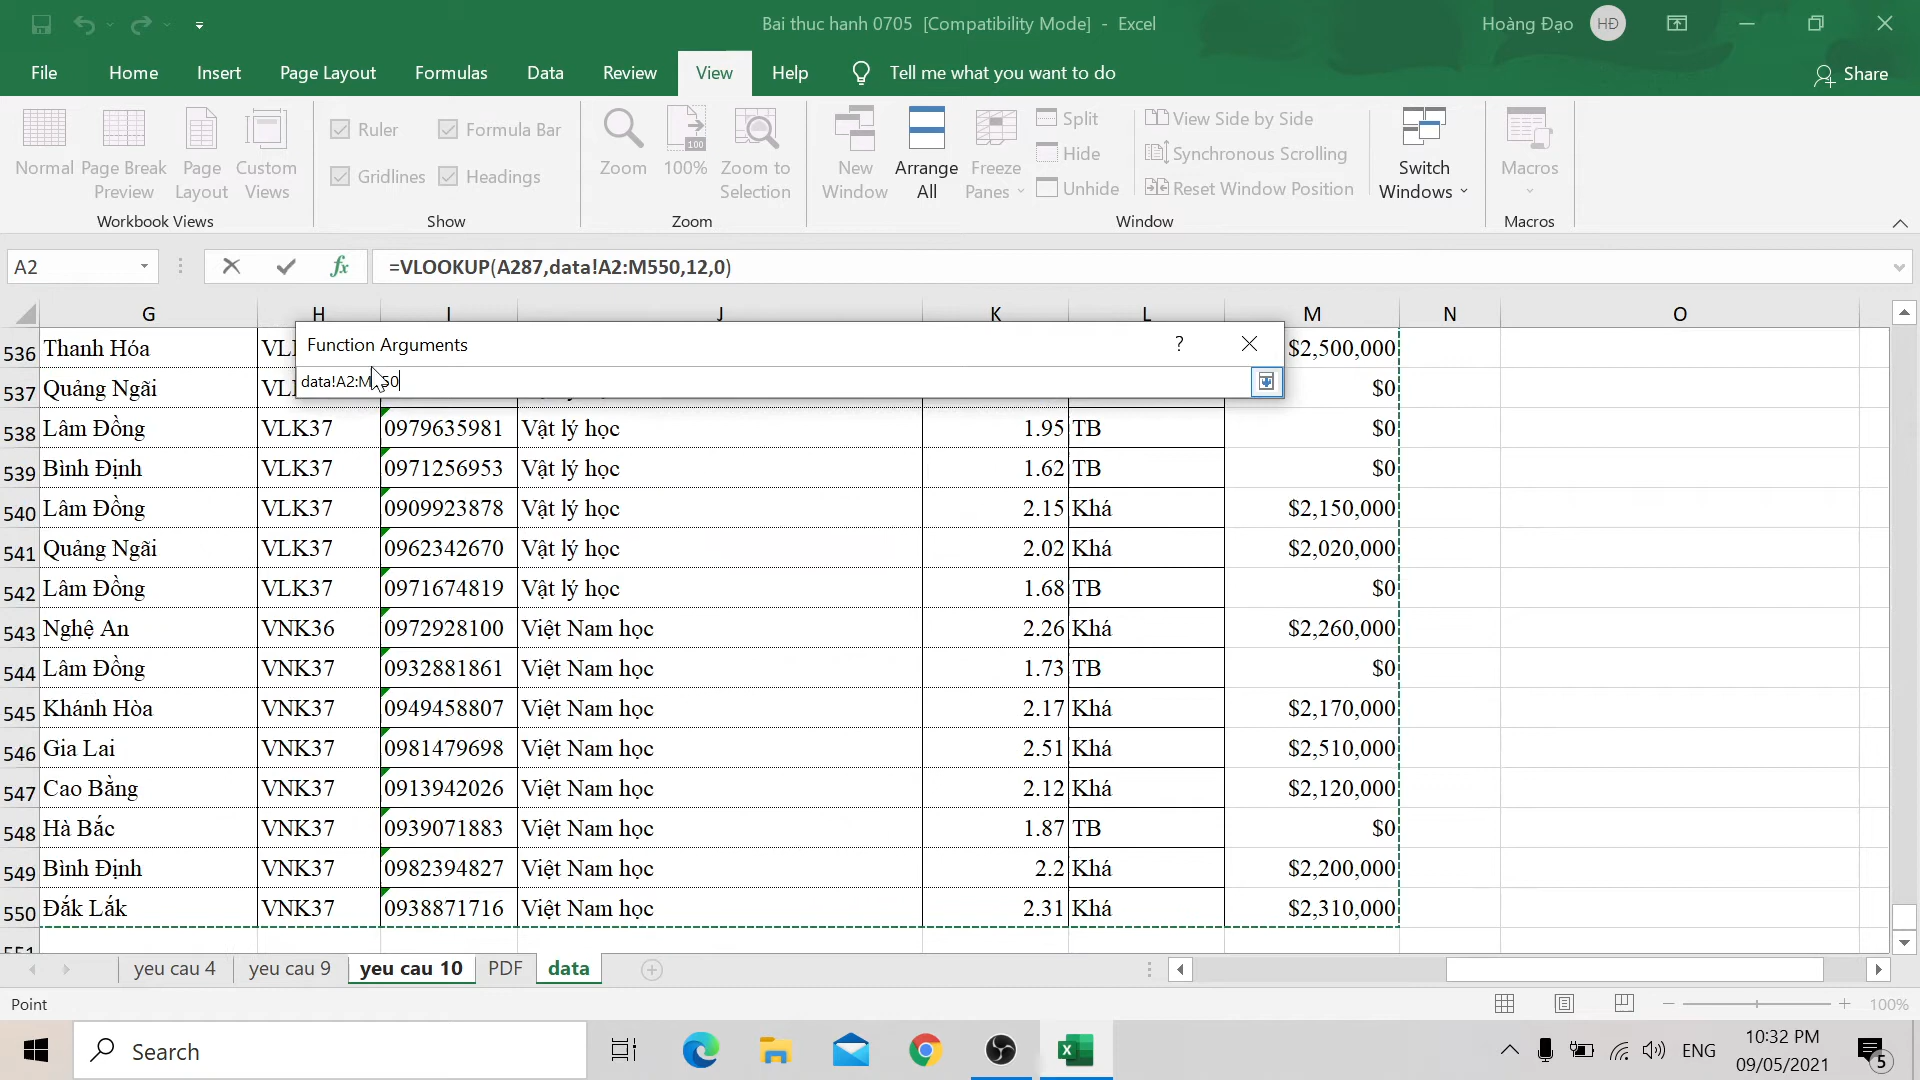 Bai thuc hanh 0705 [Compatibility Mode] - Excel
Hoàng Đạo HĐ
File Home Insert Page Layout Formulas Data Review View Help Tell me what you want to do Share
Normal
Page Break Preview
Page Layout
Custom Views
Workbook Views
Ruler
Formula Bar
Gridlines
Headings
Show
Zoom
100
100%
Zoom to Selection
Zoom
New Window
Arrange All
Freeze Panes
Split
Hide
Unhide
View Side by Side
Synchronous Scrolling
Reset Window Position
Window
Switch Windows
Macros
Macros
A2
fx
=VLOOKUP(A287,data!A2:M550,12,0)
G H I J K L M N O
Function Arguments ?
536 Thanh Hóa $2,500,000
537 Quảng Ngãi $0
538 Lâm Đồng VLK37 0979635981 Vật lý học 1.95 TB $0
539 Bình Định VLK37 0971256953 Vật lý học 1.62 TB $0
540 Lâm Đồng VLK37 0909923878 Vật lý học 2.15 Khá $2,150,000
541 Quảng Ngãi VLK37 0962342670 Vật lý học 2.02 Khá $2,020,000
542 Lâm Đồng VLK37 0971674819 Vật lý học 1.68 TB $0
543 Nghệ An VNK36 0972928100 Việt Nam học 2.26 Khá $2,260,000
544 Lâm Đồng VNK37 0932881861 Việt Nam học 1.73 TB $0
545 Khánh Hòa VNK37 0949458807 Việt Nam học 2.17 Khá $2,170,000
546 Gia Lai VNK37 0981479698 Việt Nam học 2.51 Khá $2,510,000
547 Cao Bằng VNK37 0913942026 Việt Nam học 2.12 Khá $2,120,000
548 Hà Bắc VNK37 0939071883 Việt Nam học 1.87 TB $0
549 Bình Định VNK37 0982394827 Việt Nam học 2.2 Khá $2,200,000
550 Đắk Lắk VNK37 0938871716 Việt Nam học 2.31 Khá $2,310,000
yeu cau 4 yeu cau 9 yeu cau 10 PDF data
Point
100%
Search
ENG
10:32 PM
09/05/2021
5